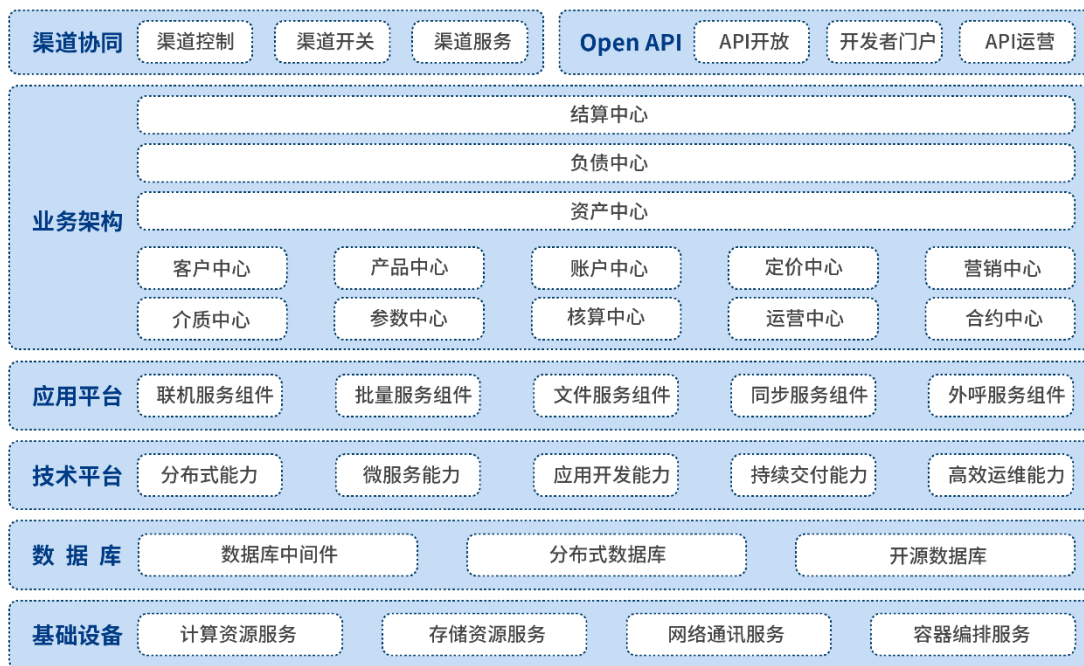 渠道协同 渠道控制 渠道开关 渠道服务
Open API API开放 开发者门户 API运营
业务架构
结算中心
负债中心
资产中心
客户中心 产品中心 账户中心 定价中心 营销中心
介质中心 参数中心 核算中心 运营中心 合约中心
应用平台 联机服务组件 批量服务组件 文件服务组件 同步服务组件 外呼服务组件
技术平台 分布式能力 微服务能力 应用开发能力 持续交付能力 高效运维能力
数据库 数据库中间件 分布式数据库 开源数据库
基础设备 计算资源服务 存储资源服务 网络通讯服务 容器编排服务